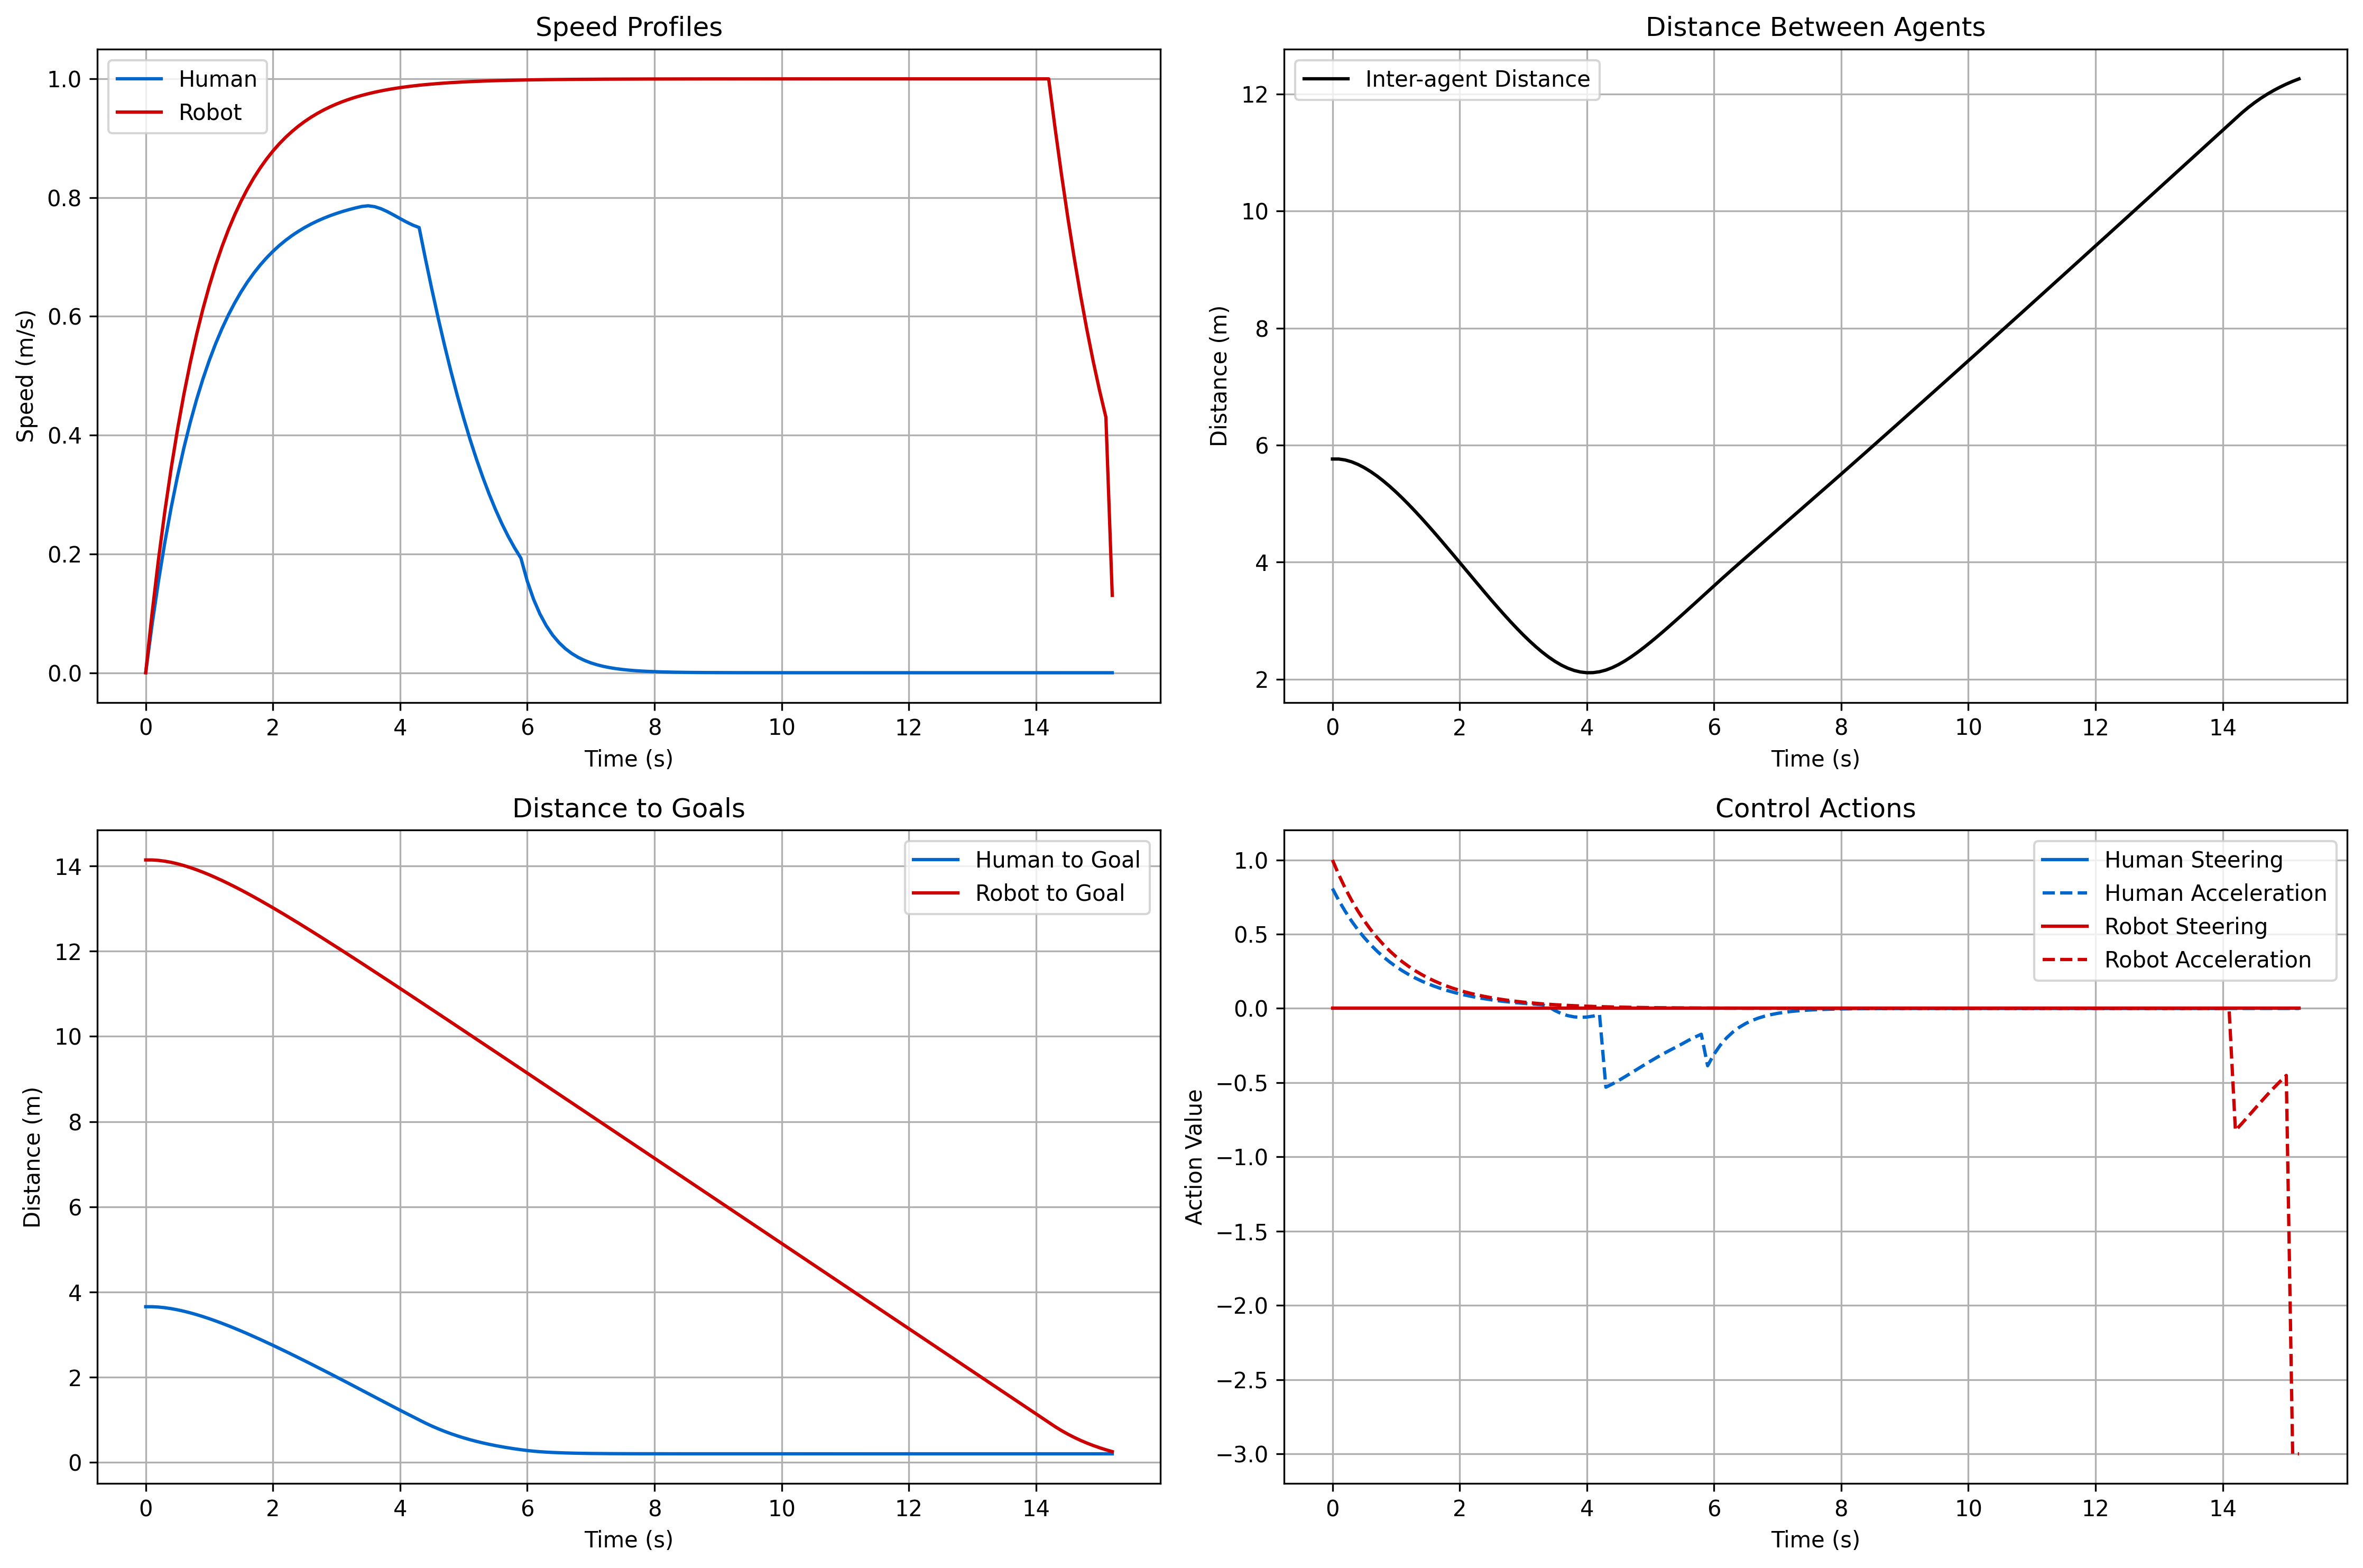 Speed Profiles
Human
Robot
1.0
0.8
0.6
0.4
0.2
0.0
Speed (m/s)
0 2 4 6 8 10 12 14
Time (s)
Distance Between Agents
Inter-agent Distance
12
10
8
6
4
2
Distance (m)
0 2 4 6 8 10 12 14
Time (s)
Distance to Goals
Human to Goal
Robot to Goal
14
12
10
8
6
4
2
0
Distance (m)
0 2 4 6 8 10 12 14
Time (s)
Control Actions
Human Steering
Human Acceleration
Robot Steering
Robot Acceleration
1.0
0.5
0.0
−0.5
−1.0
−1.5
−2.0
−2.5
−3.0
Action Value
0 2 4 6 8 10 12 14
Time (s)